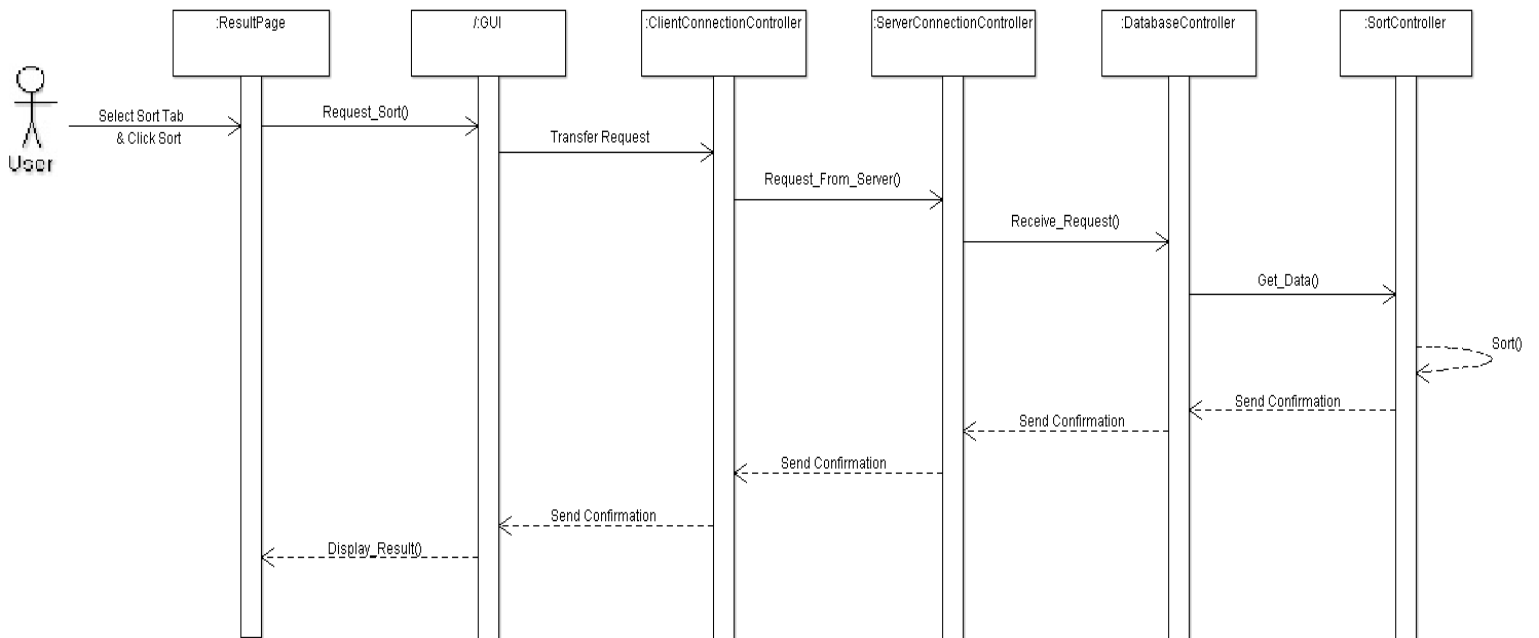 :ResultPage
/:GUI
:ClientConnectionController
:ServerConnectionController
:DatabaseController
:SortController
User
Select Sort Tab
& Click Sort
Request_Sort()
Transfer Request
Request_From_Server()
Receive_Request()
Get_Data()
Sort()
Send Confirmation
Send Confirmation
Send Confirmation
Send Confirmation
Display_Result()